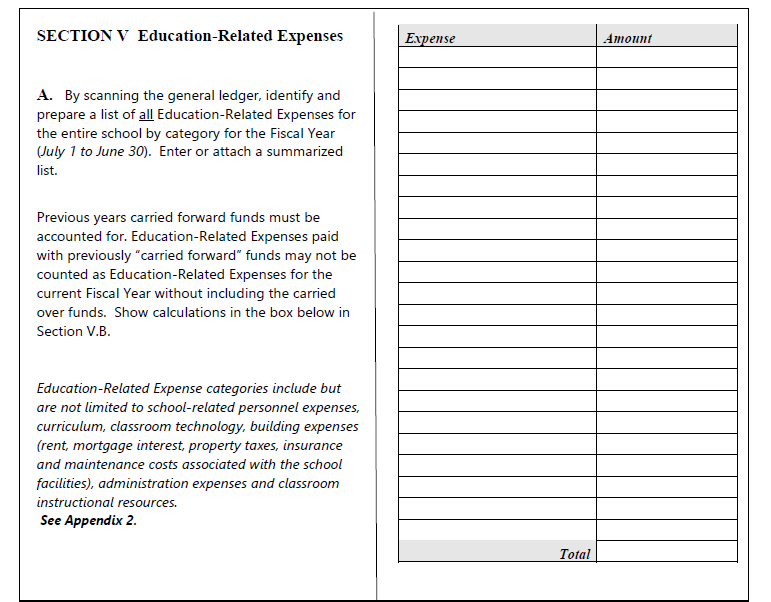 SECTION V  Education-Related Expenses
A.  By scanning the general ledger, identify and
prepare a list of all Education-Related Expenses for
the entire school by category for the Fiscal Year
(July 1 to June 30).  Enter or attach a summarized
list.
Previous years carried forward funds must be
accounted for. Education-Related Expenses paid
with previously “carried forward” funds may not be
counted as Education-Related Expenses for the
current Fiscal Year without including the carried
over funds.  Show calculations in the box below in
Section V.B.
Education-Related Expense categories include but
are not limited to school-related personnel expenses,
curriculum, classroom technology, building expenses
(rent, mortgage interest, property taxes, insurance
and maintenance costs associated with the school
facilities), administration expenses and classroom
instructional resources.
See Appendix 2.
Expense Amount
Total